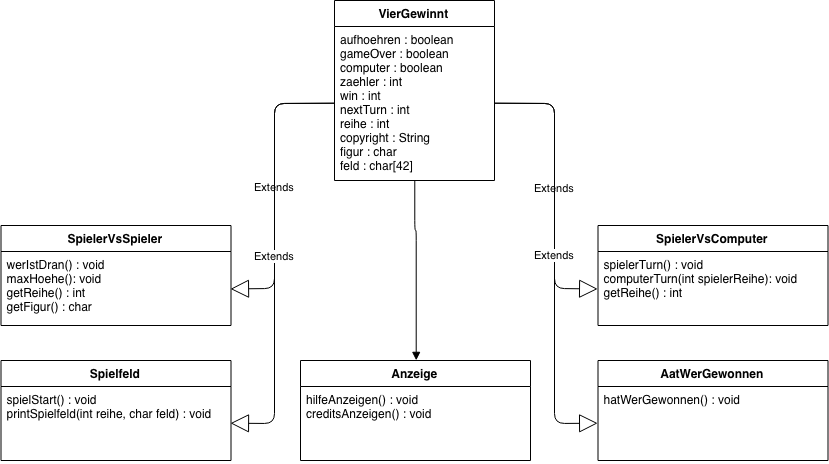 VierGewinnt
aufhoehren : boolean
gameOver : boolean
computer : boolean
zaehler : int
win : int
nextTurn : int
reihe : int
copyright : String
figur : char
feld : char[42]
Extends
Extends
SpielerVsSpieler
werIstDran() : void
maxHoehe(): void
getReihe() : int
getFigur() : char
Extends
Extends
SpielerVsComputer
spielerTurn() : void
computerTurn(int spielerReihe): void
getReihe() : int
Spielfeld
spielStart() : void
printSpielfeld(int reihe, char feld) : void
Anzeige
hilfeAnzeigen() : void
creditsAnzeigen() : void
AatWerGewonnen
hatWerGewonnen() : void